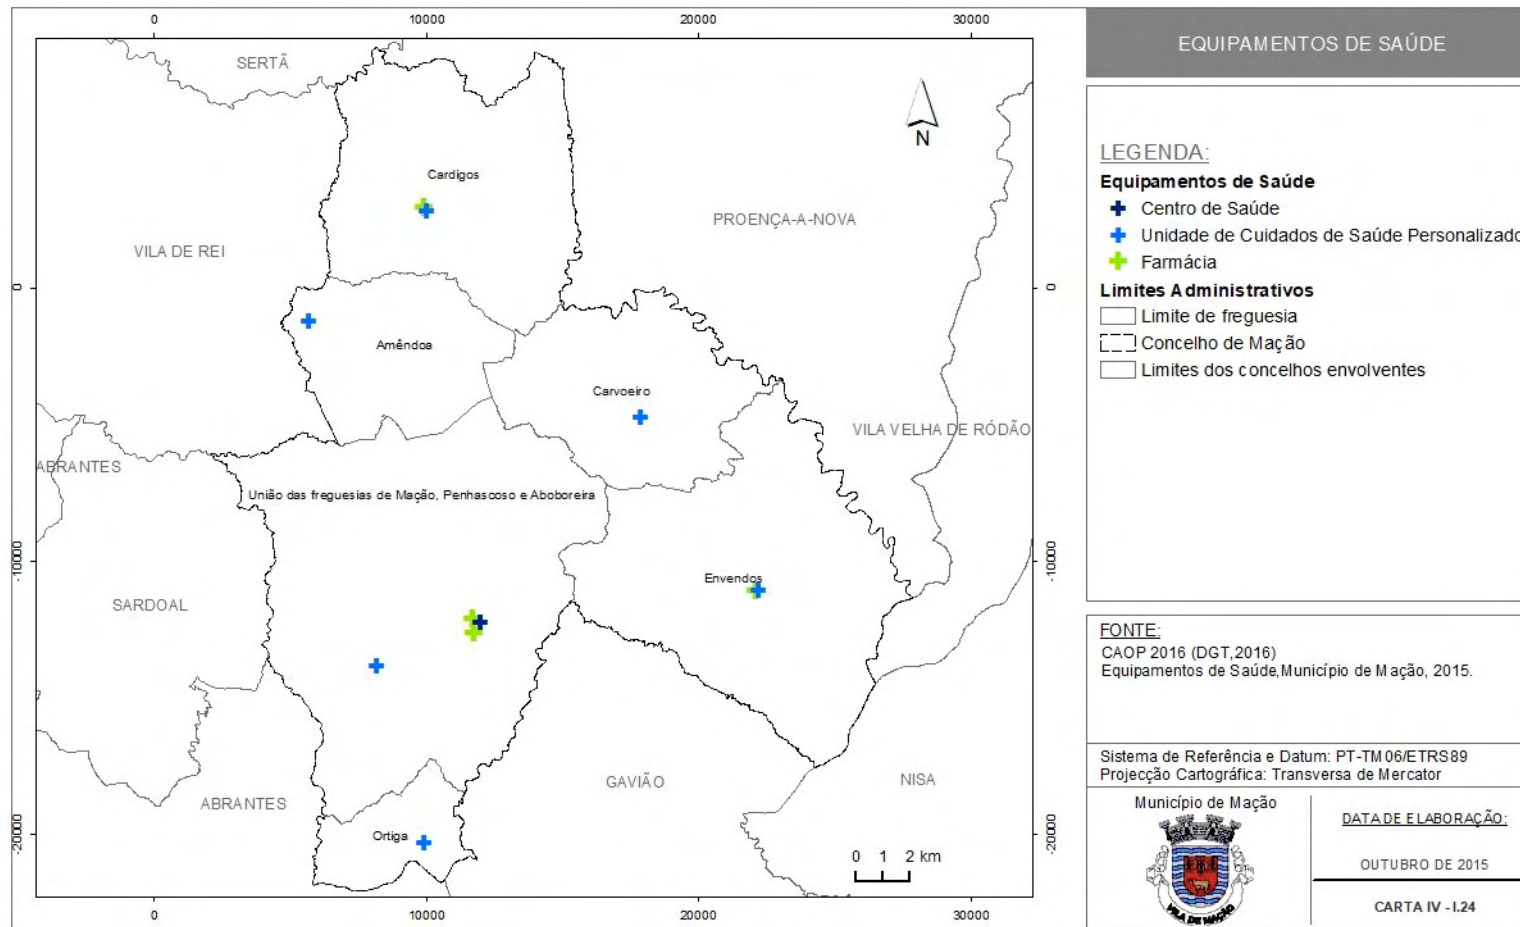 0 10000 20000 30000
EQUIPAMENTOS DE SAÚDE
SERTÃ
N
Cardigos
PROENÇA-A-NOVA
VILA DE REI
0 0
Amêndoa
Carvoeiro
VILA VELHA DE RÓDÃO
ABRANTES
União das freguesias de Mação, Penhascoso e Aboboreira
-10000 -10000
Envendos
SARDOAL
GAVIÃO
NISA
ABRANTES
Ortiga
-20000 -20000
0 1 2 km
0 10000 20000 30000
LEGENDA:
Equipamentos de Saúde
Centro de Saúde
Unidade de Cuidados de Saúde Personalizado
Farmácia
Limites Administrativos
Limite de freguesia
Concelho de Mação
Limites dos concelhos envolventes
FONTE:
CAOP 2016 (DGT,2016)
Equipamentos de Saúde,Município de Mação, 2015.
Sistema de Referência e Datum: PT-TM06/ETRS89
Projecção Cartográfica: Transversa de Mercator
Município de Mação
VILA DE MAÇÃO
DATA DE ELABORAÇÃO:
OUTUBRO DE 2015
CARTA IV - I.24